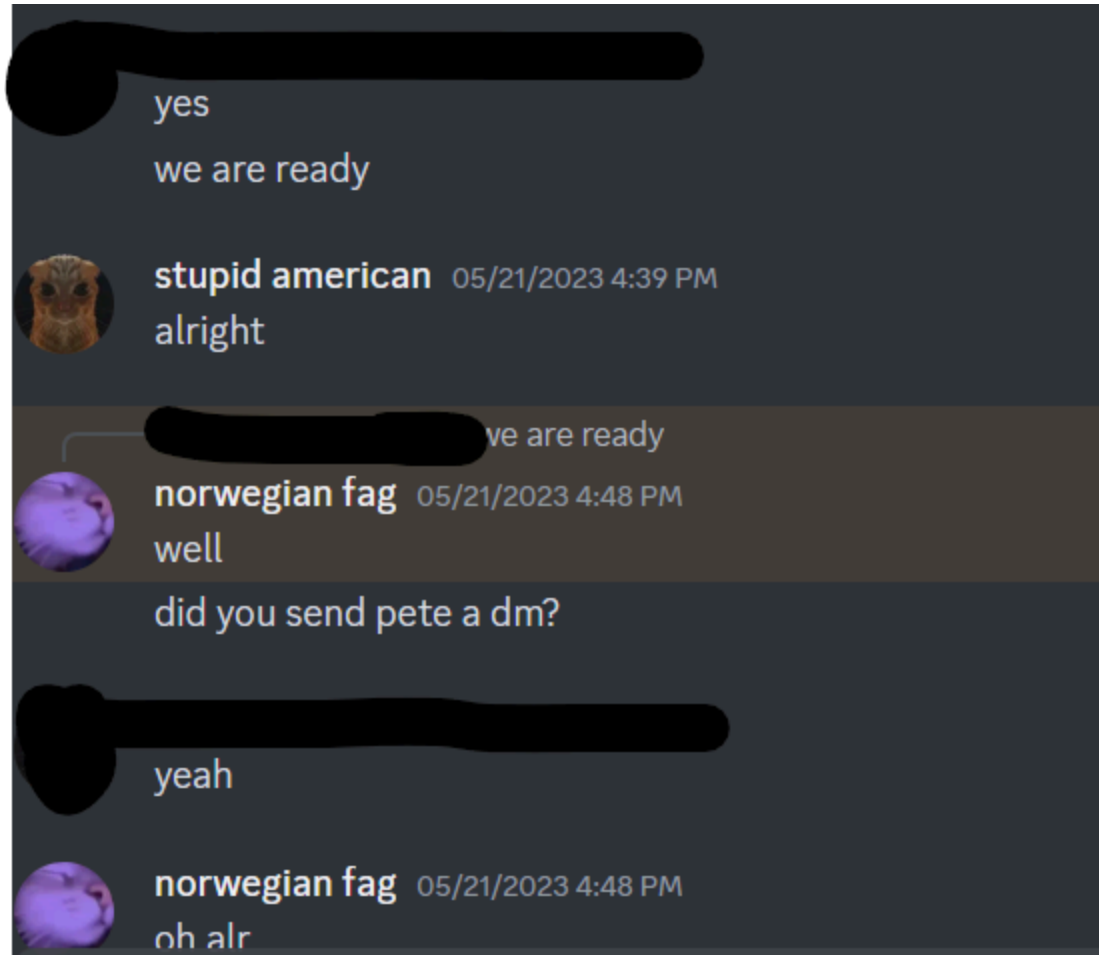 yes
we are ready
stupid american 05/21/2023 4:39 PM
alright
we are ready
norwegian fag 05/21/2023 4:48 PM
well
did you send pete a dm?
yeah
norwegian fag 05/21/2023 4:48 PM
oh alr